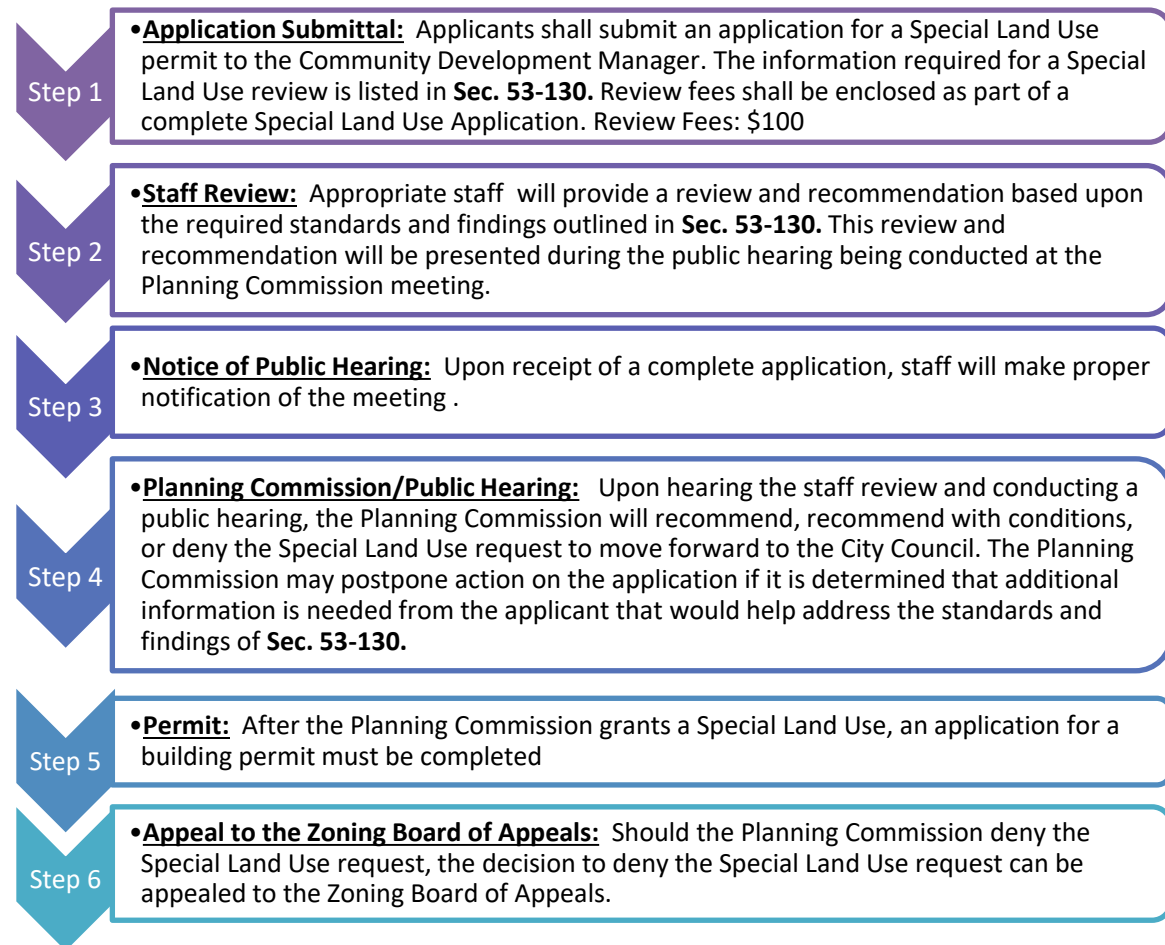 Step 1
•Application Submittal: Applicants shall submit an application for a Special Land Use
permit to the Community Development Manager. The information required for a Special
Land Use review is listed in Sec. 53-130. Review fees shall be enclosed as part of a
complete Special Land Use Application. Review Fees: $100
Step 2
•Staff Review: Appropriate staff will provide a review and recommendation based upon
the required standards and findings outlined in Sec. 53-130. This review and
recommendation will be presented during the public hearing being conducted at the
Planning Commission meeting.
Step 3
•Notice of Public Hearing: Upon receipt of a complete application, staff will make proper
notification of the meeting .
Step 4
•Planning Commission/Public Hearing: Upon hearing the staff review and conducting a
public hearing, the Planning Commission will recommend, recommend with conditions,
or deny the Special Land Use request to move forward to the City Council. The Planning
Commission may postpone action on the application if it is determined that additional
information is needed from the applicant that would help address the standards and
findings of Sec. 53-130.
Step 5
•Permit: After the Planning Commission grants a Special Land Use, an application for a
building permit must be completed
Step 6
•Appeal to the Zoning Board of Appeals: Should the Planning Commission deny the
Special Land Use request, the decision to deny the Special Land Use request can be
appealed to the Zoning Board of Appeals.